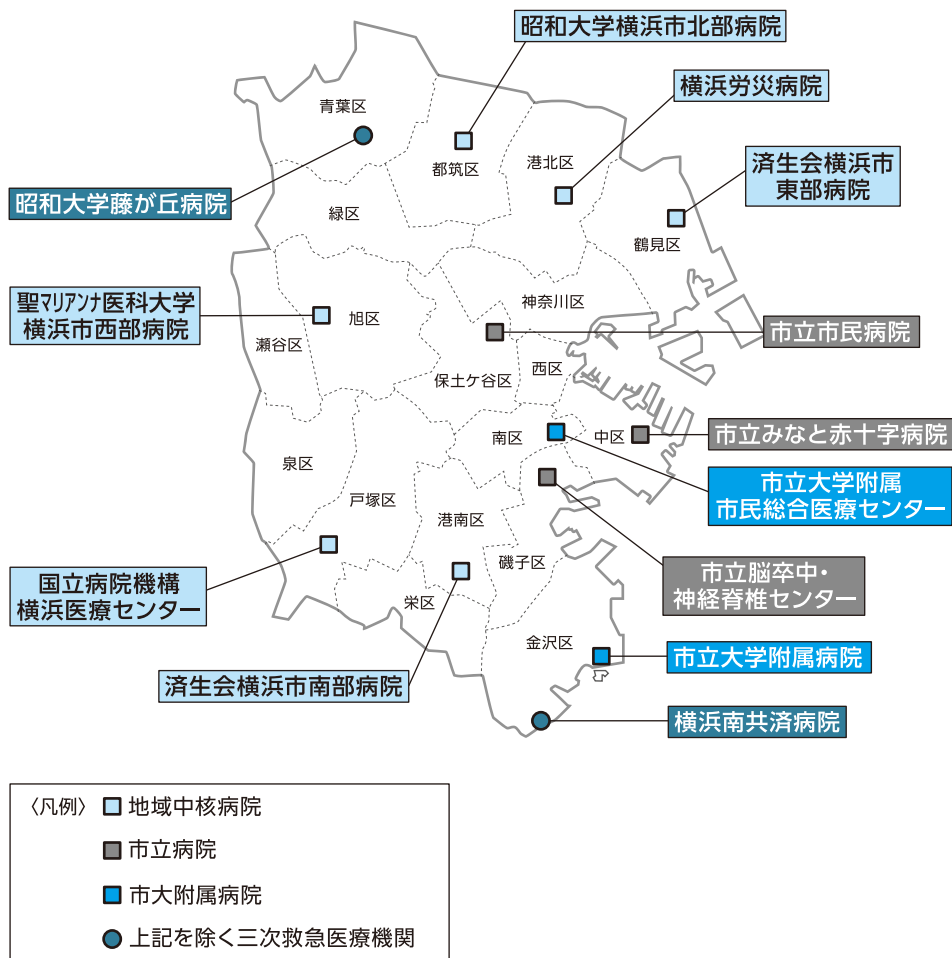 昭和大学横浜市北部病院
横浜労災病院
青葉区
都筑区
港北区
済生会横浜市
東部病院
昭和大学藤が丘病院
緑区
鶴見区
聖マリアンナ医科大学
横浜市西部病院
神奈川区
旭区
市立市民病院
瀬谷区
保土ケ谷区
西区
南区
中区
市立みなと赤十字病院
泉区
市立大学附属
市民総合医療センター
戸塚区
港南区
磯子区
国立病院機構
横浜医療センター
市立脳卒中・
神経脊椎センター
栄区
金沢区
市立大学附属病院
済生会横浜市南部病院
横浜南共済病院
〈凡例〉 地域中核病院
市立病院
市大附属病院
上記を除く三次救急医療機関